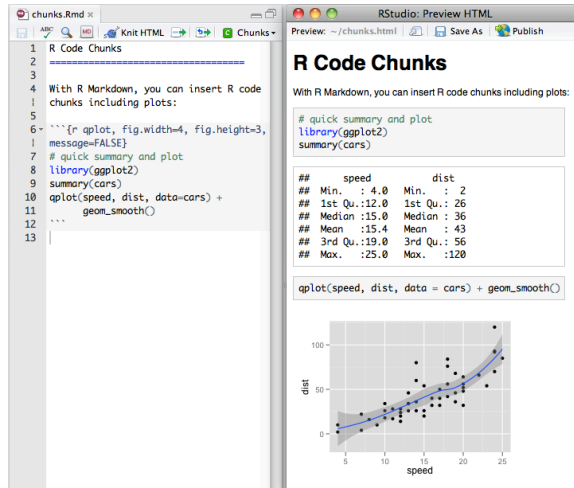 chunks.Rmd ×
ABC MD Knit HTML Chunks
1 R Code Chunks
2 ===================================
3
4 With R Markdown, you can insert R code
chunks including plots:
5
6 ```{r qplot, fig.width=4, fig.height=3,
message=FALSE}
7 # quick summary and plot
8 library(ggplot2)
9 summary(cars)
10 qplot(speed, dist, data=cars) +
11 geom_smooth()
12 ```
13
RStudio: Preview HTML
Preview: ~/chunks.html Save As Publish
R Code Chunks
With R Markdown, you can insert R code chunks including plots:
# quick summary and plot
library(ggplot2)
summary(cars)
## speed dist
## Min. : 4.0 Min. : 2
## 1st Qu.:12.0 1st Qu.: 26
## Median :15.0 Median : 36
## Mean :15.4 Mean : 43
## 3rd Qu.:19.0 3rd Qu.: 56
## Max. :25.0 Max. :120
qplot(speed, dist, data = cars) + geom_smooth()
100
50
0
dist
5 10 15 20 25
speed